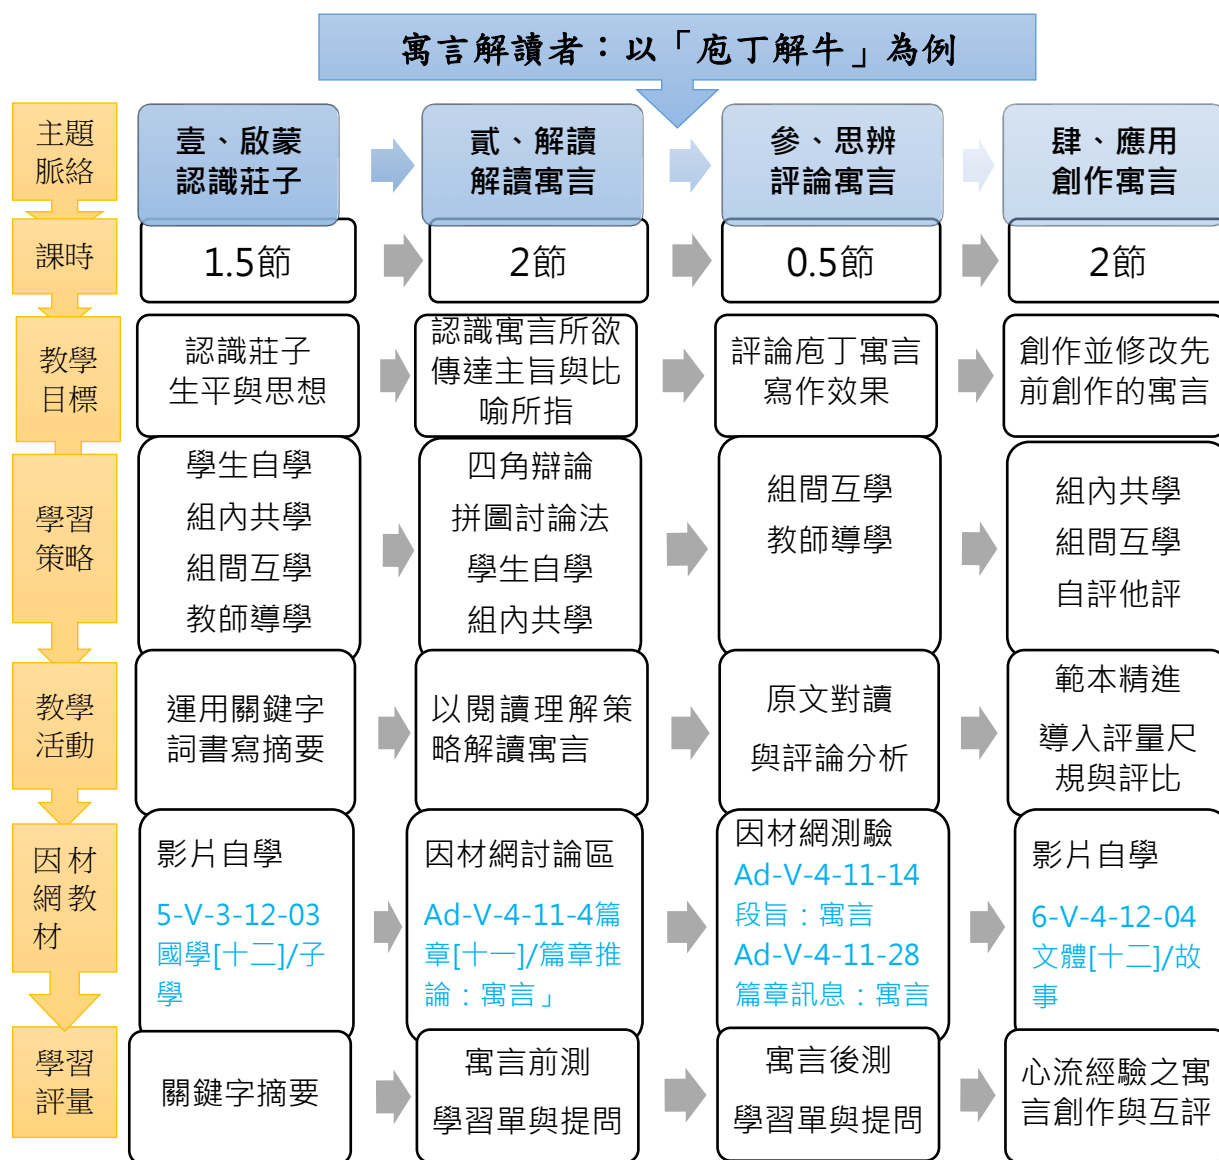 寓言解讀者：以「庖丁解牛」為例
主題
脈絡
壹、啟蒙
認識莊子
貳、解讀
解讀寓言
參、思辨
評論寓言
肆、應用
創作寓言
課時
1.5節
2節
0.5節
2節
教學
目標
認識莊子
生平與思想
認識寓言所欲
傳達主旨與比
喻所指
評論庖丁寓言
寫作效果
創作並修改先
前創作的寓言
學習
策略
學生自學
組內共學
組間互學
教師導學
四角辯論
拼圖討論法
學生自學
組內共學
組間互學
教師導學
組內共學
組間互學
自評他評
教學
活動
運用關鍵字
詞書寫摘要
以閱讀理解策
略解讀寓言
原文對讀
與評論分析
範本精進
導入評量尺
規與評比
因材
網教
材
影片自學
5-V-3-12-03
國學[十二]/子
學
因材網討論區
Ad-V-4-11-4篇
章[十一]/篇章推
論：寓言」
因材網測驗
Ad-V-4-11-14
段旨：寓言
Ad-V-4-11-28
篇章訊息：寓言
影片自學
6-V-4-12-04
文體[十二]/故
事
學習
評量
關鍵字摘要
寓言前測
學習單與提問
寓言後測
學習單與提問
心流經驗之寓
言創作與互評